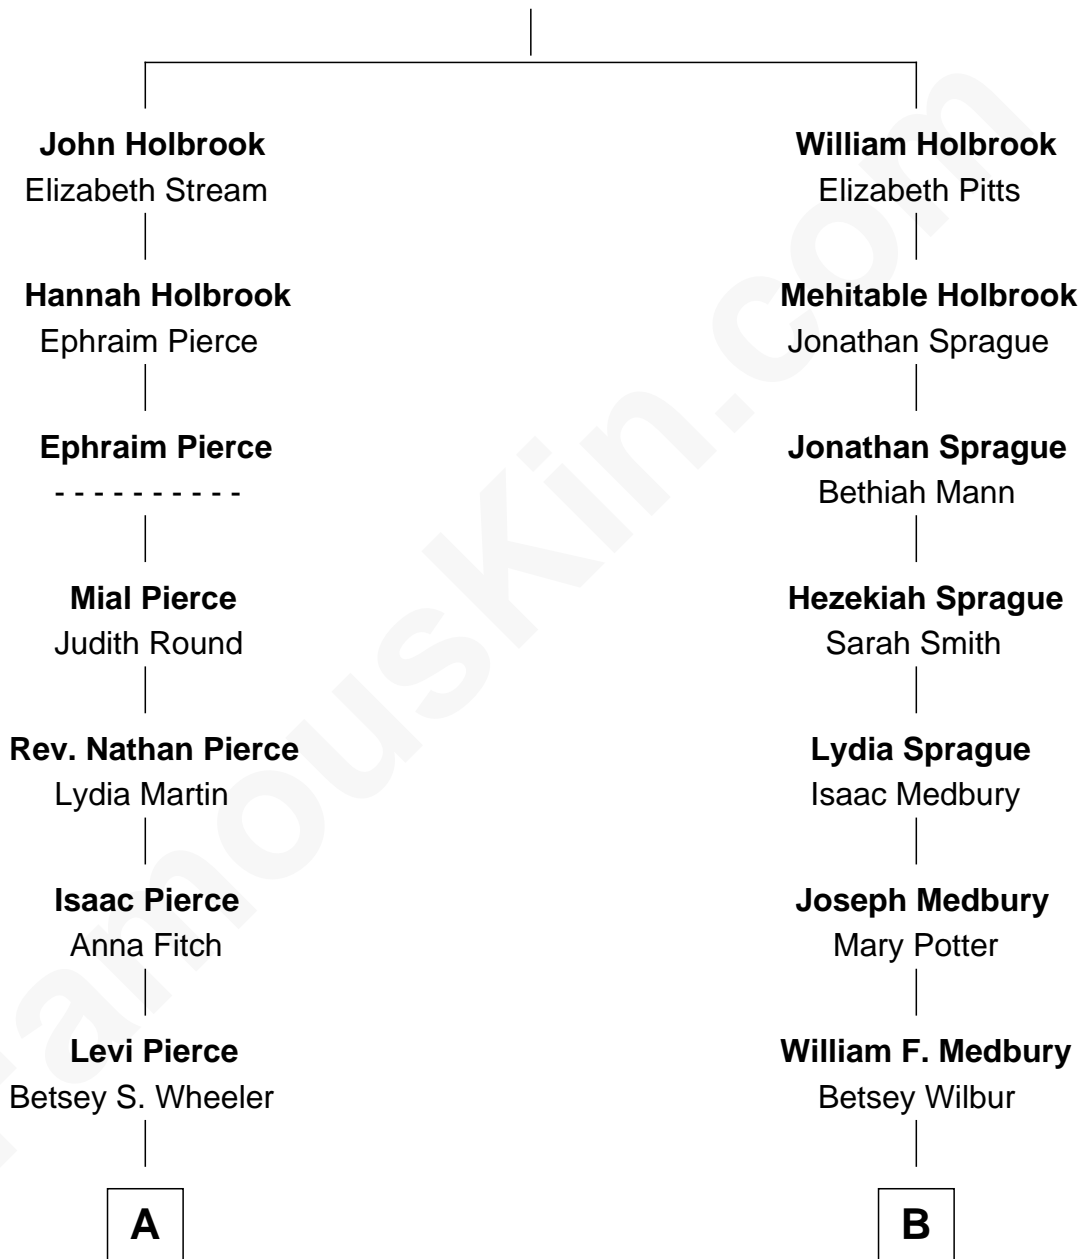 John Holbrook
Elizabeth Stream
Hannah Holbrook
Ephraim Pierce
Ephraim Pierce
- - - - - - - - - -
Mial Pierce
Judith Round
Rev. Nathan Pierce
Lydia Martin
Isaac Pierce
Anna Fitch
Levi Pierce
Betsey S. Wheeler
A
William Holbrook
Elizabeth Pitts
Mehitable Holbrook
Jonathan Sprague
Jonathan Sprague
Bethiah Mann
Hezekiah Sprague
Sarah Smith
Lydia Sprague
Isaac Medbury
Joseph Medbury
Mary Potter
William F. Medbury
Betsey Wilbur
B
FamousKin.com